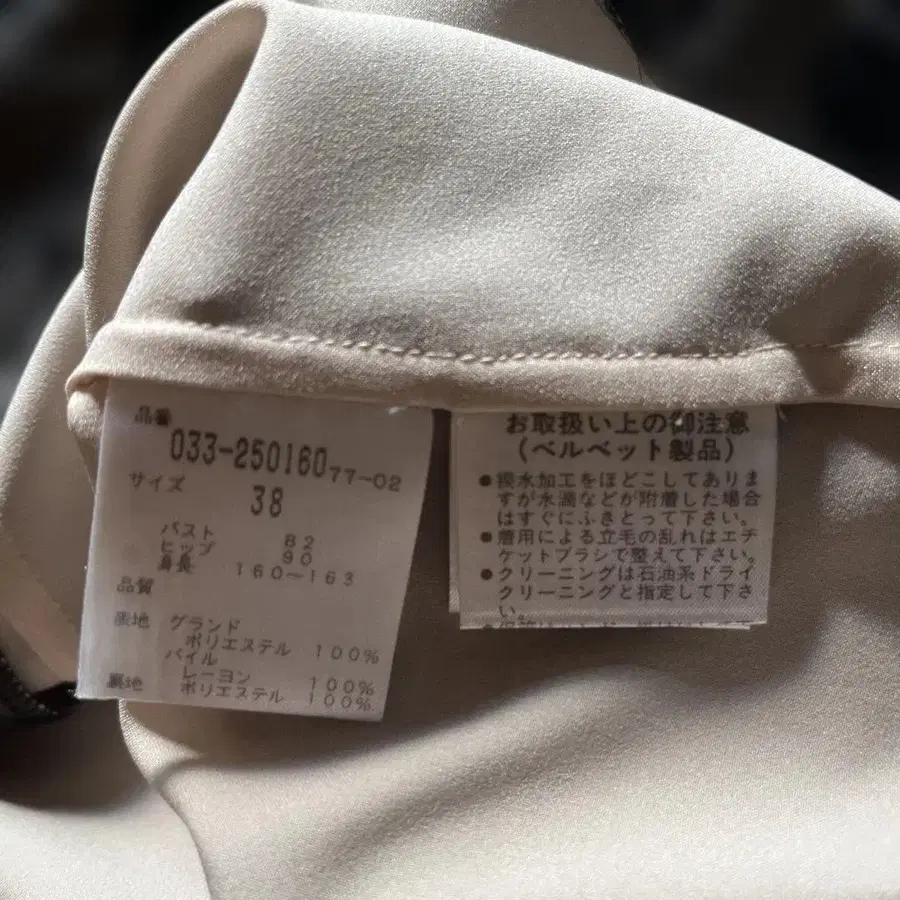 品番
033-250160 77-02
サイズ
38
バスト 82
ヒップ 90
身長 160〜163
品質
表地 グランド
ポリエステル 100%
パイル
レーヨン 100%
裏地 ポリエステル 100%
お取扱い上の御注意
(ベルベット製品)
●撥水加工をほどこしてありま
すが水滴などが附着した場合
はすぐにふきとって下さい。
●着用による立毛の乱れはエチ
ケットブラシで整えて下さい。
●クリーニングは石油系ドライ
クリーニングと指定して下さ
い。